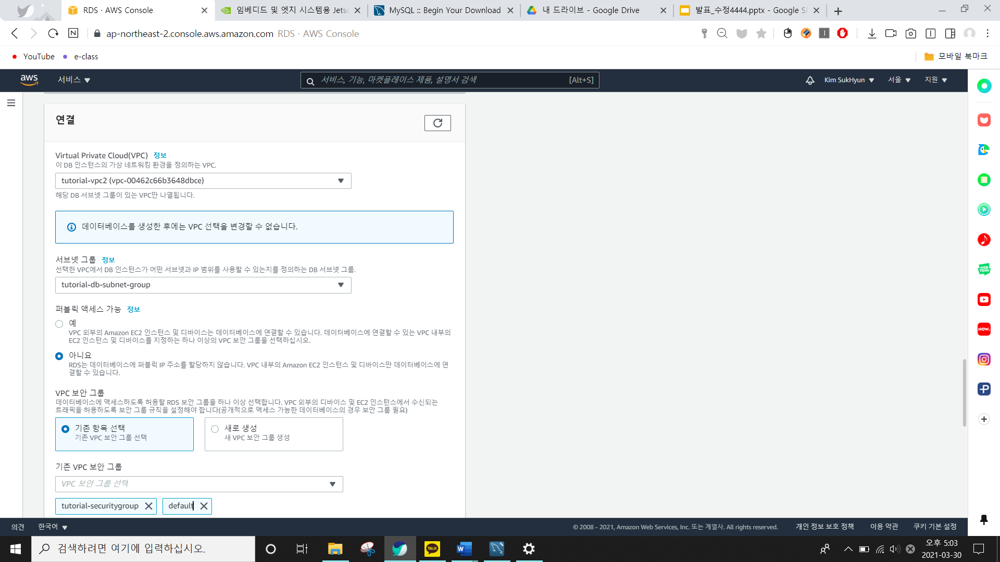 RDS · AWS Console
임베디드 및 엣지 시스템용 Jetso
MySQL :: Begin Your Download
내 드라이브 - Google Drive
발표_수정4444.pptx - Google Sl
ap-northeast-2.console.aws.amazon.com RDS · AWS Console
YouTube
e-class
모바일 북마크
aws
서비스
서비스, 기능, 마켓플레이스 제품, 설명서 검색
[Alt+S]
Kim SukHyun
서울
지원
연결
Virtual Private Cloud(VPC) 정보
이 DB 인스턴스의 가상 네트워킹 환경을 정의하는 VPC.
tutorial-vpc2 (vpc-00462c66b3648dbce)
해당 DB 서브넷 그룹이 있는 VPC만 나열됩니다.
데이터베이스를 생성한 후에는 VPC 선택을 변경할 수 없습니다.
서브넷 그룹 정보
선택한 VPC에서 DB 인스턴스가 어떤 서브넷과 IP 범위를 사용할 수 있는지를 정의하는 DB 서브넷 그룹.
tutorial-db-subnet-group
퍼블릭 액세스 가능 정보
예
VPC 외부의 Amazon EC2 인스턴스 및 디바이스는 데이터베이스에 연결할 수 있습니다. 데이터베이스에 연결할 수 있는 VPC 내부의
EC2 인스턴스 및 디바이스를 지정하는 하나 이상의 VPC 보안 그룹을 선택하십시오.
아니요
RDS는 데이터베이스에 퍼블릭 IP 주소를 할당하지 않습니다. VPC 내부의 Amazon EC2 인스턴스 및 디바이스만 데이터베이스에 연
결할 수 있습니다.
VPC 보안 그룹
데이터베이스에 액세스하도록 허용할 RDS 보안 그룹을 하나 이상 선택합니다. VPC 외부의 디바이스 및 EC2 인스턴스에서 수신되는
트래픽을 허용하도록 보안 그룹 규칙을 설정해야 합니다(공개적으로 액세스 가능한 데이터베이스의 경우 보안 그룹 필요)
기존 항목 선택
기존 VPC 보안 그룹 선택
새로 생성
새 VPC 보안 그룹 생성
기존 VPC 보안 그룹
VPC 보안 그룹 선택
tutorial-securitygroup
default
WEB
TOON
NOW.
의견
한국어
© 2008 - 2021, Amazon Web Services, Inc. 또는 계열사. All rights reserved.
개인 정보 보호 정책
이용 약관
쿠키 기본 설정
검색하려면 여기에 입력하십시오.
TALK
오후 5:03
2021-03-30